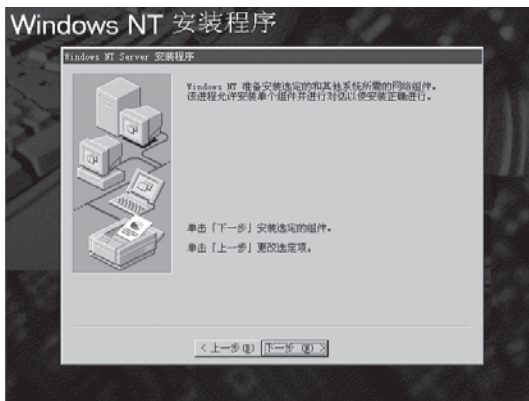 Windows NT 安装程序
Windows NT Server 安装程序
Windows NT 准备安装选定的和其他系统所需的网络组件。
该进程允许安装单个组件并进行对话以使安装正确进行。
单击「下一步」安装选定的组件。
单击「上一步」更改选定项。
< 上一步(B) 下一步(N) >